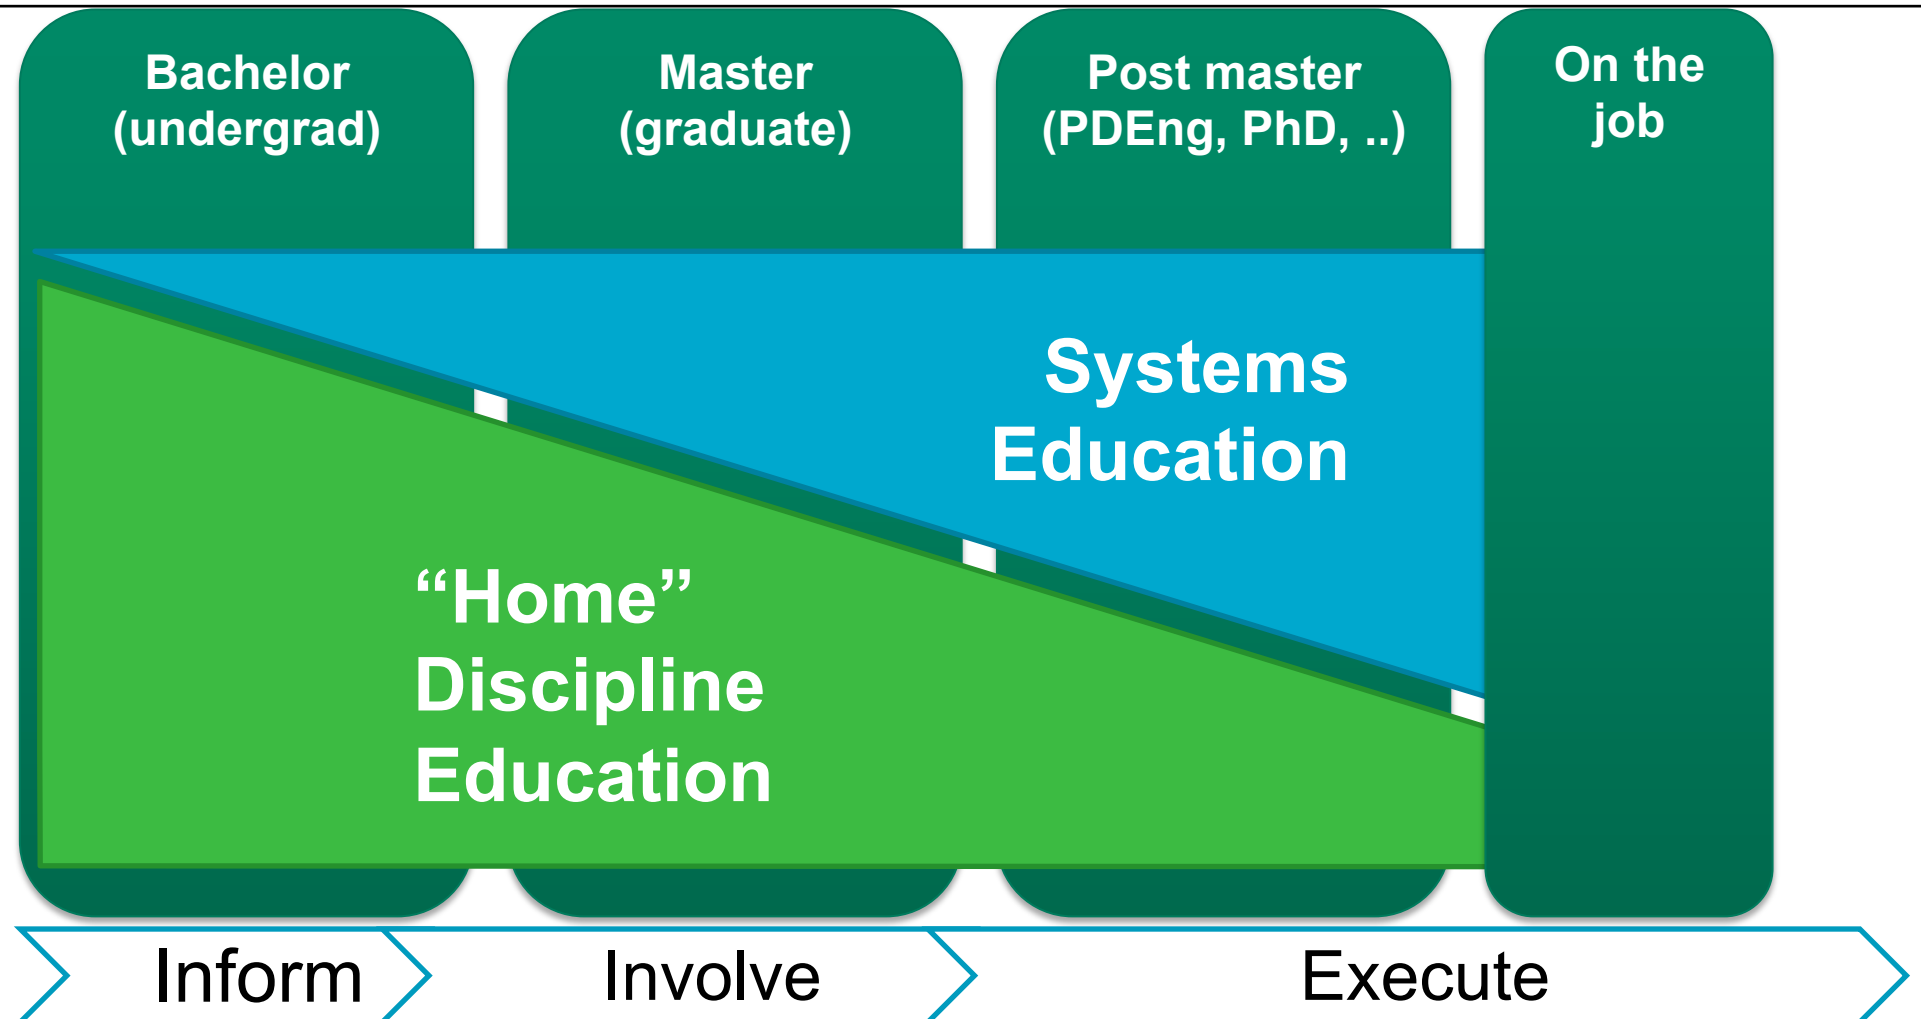 Bachelor
(undergrad)
Master
(graduate)
Post master
(PDEng, PhD, ..)
On the
job
Systems
Education
“Home”
Discipline
Education
Inform
Involve
Execute